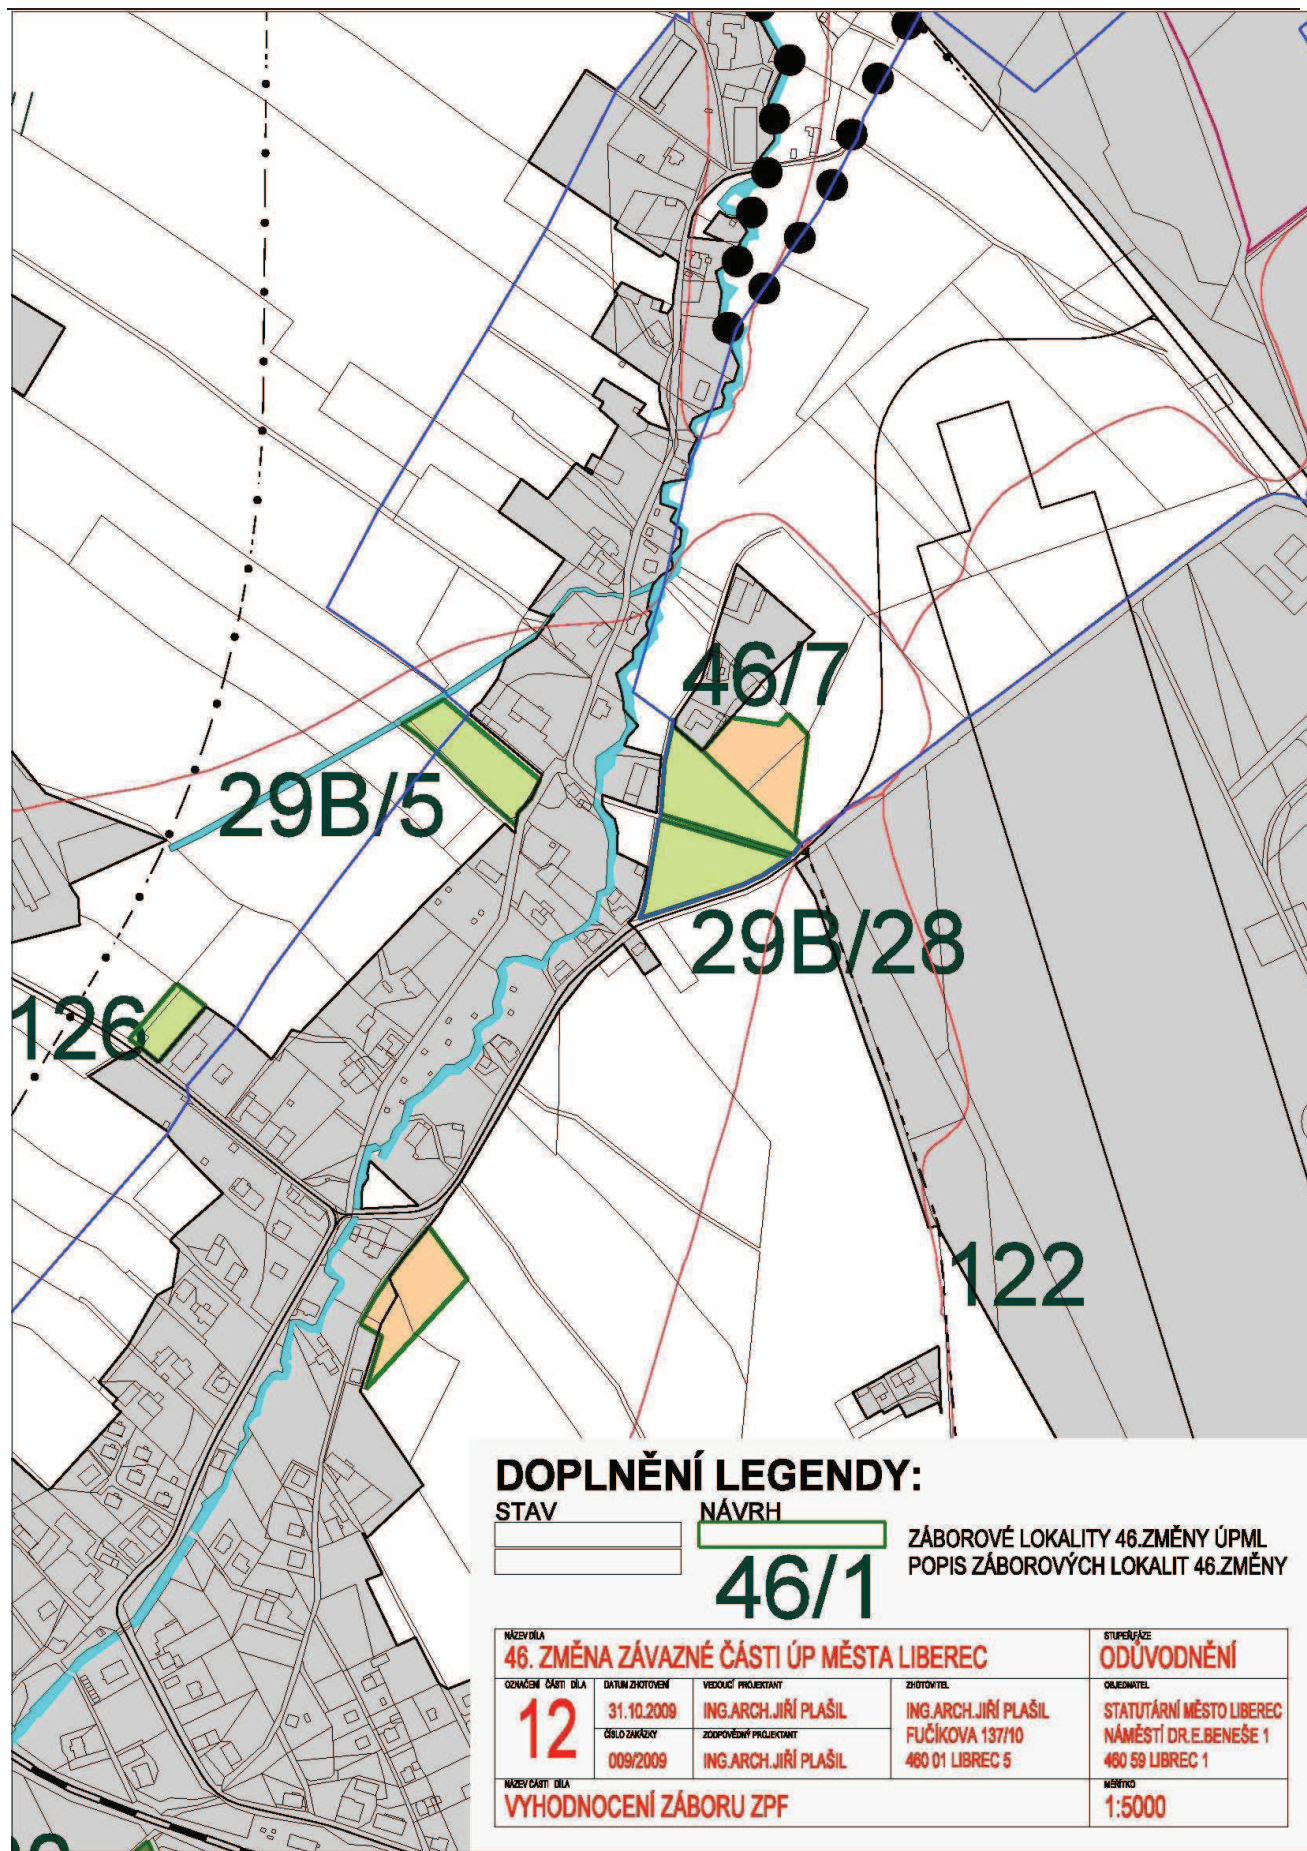 46/7
29B/5
29B/28
126
122
DOPLNĚNÍ LEGENDY:
STAV
NÁVRH
ZÁBOROVÉ LOKALITY 46.ZMĚNY ÚPML
46/1
POPIS ZÁBOROVÝCH LOKALIT 46.ZMĚNY
NÁZEV DÍLA
46. ZMĚNA ZÁVAZNÉ ČÁSTI ÚP MĚSTA LIBEREC
STUPEŇ/FÁZE
ODŮVODNĚNÍ
OZNAČENÍ ČÁSTI DÍLA
12
DATUM ZHOTOVENÍ
31.10.2009
ČÍSLO ZAKÁZKY
009/2009
VEDOUCÍ PROJEKTANT
ING.ARCH.JIŘÍ PLAŠIL
ZODPOVĚDNÝ PROJEKTANT
ING.ARCH.JIŘÍ PLAŠIL
ZHOTOVITEL
ING.ARCH.JIŘÍ PLAŠIL
FUČÍKOVA 137/10
460 01 LIBREC 5
OBJEDNATEL
STATUTÁRNÍ MĚSTO LIBEREC
NÁMĚSTÍ DR.E.BENEŠE 1
460 59 LIBREC 1
NÁZEV ČÁSTI DÍLA
VYHODNOCENÍ ZÁBORU ZPF
MĚŘÍTKO
1:5000